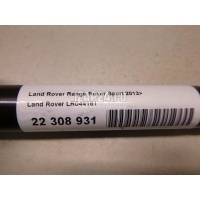 Land Rover Range Rover Sport 2013>
Land Rover LR044161
22 308 931